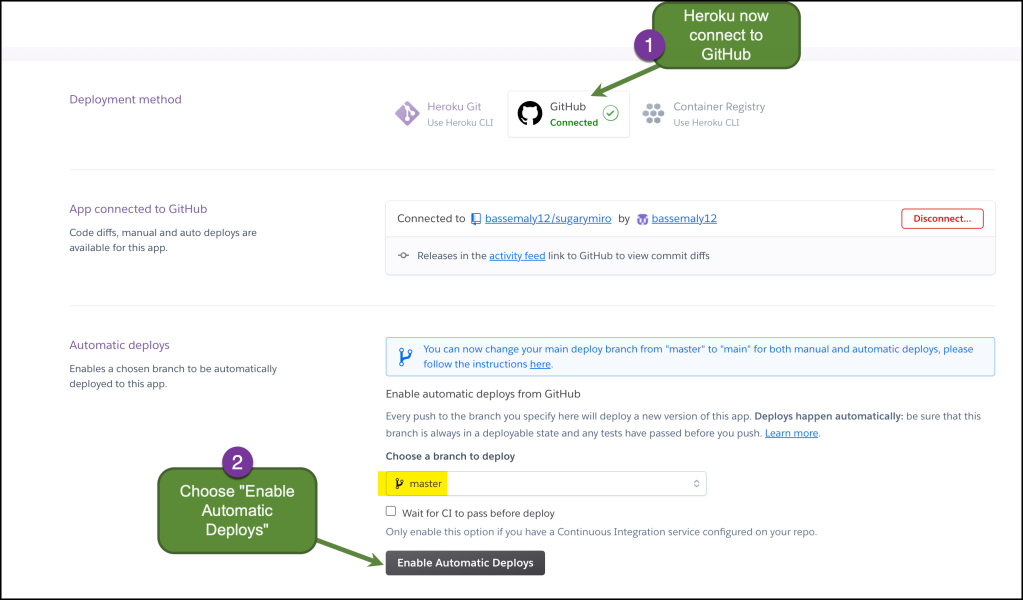 Heroku now
connect to
GitHub
1
Deployment method
Heroku Git
Use Heroku CLI
GitHub
Connected
Container Registry
Use Heroku CLI
App connected to GitHub
Code diffs, manual and auto deploys are
available for this app.
Connected to bassemaly12/sugarymiro by bassemaly12
Disconnect...
Releases in the activity feed link to GitHub to view commit diffs
Automatic deploys
Enables a chosen branch to be automatically
deployed to this app.
You can now change your main deploy branch from "master" to "main" for both manual and automatic deploys, please
follow the instructions here.
Enable automatic deploys from GitHub
Every push to the branch you specify here will deploy a new version of this app. Deploys happen automatically: be sure that this
branch is always in a deployable state and any tests have passed before you push. Learn more.
Choose a branch to deploy
master
2
Choose "Enable
Automatic
Deploys"
Wait for CI to pass before deploy
Only enable this option if you have a Continuous Integration service configured on your repo.
Enable Automatic Deploys